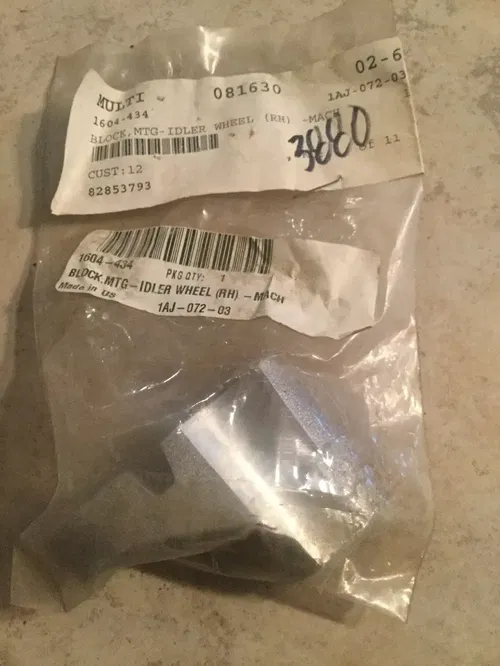 MULTI 081630 02-6
1604-434 1AJ-072-03
BLOCK,MTG-IDLER WHEEL (RH) -MACH
3880
11
CUST:12
82853793
1604-434 PKG QTY: 1
BLOCK,MTG-IDLER WHEEL (RH) -MACH
Made in US
1AJ-072-03